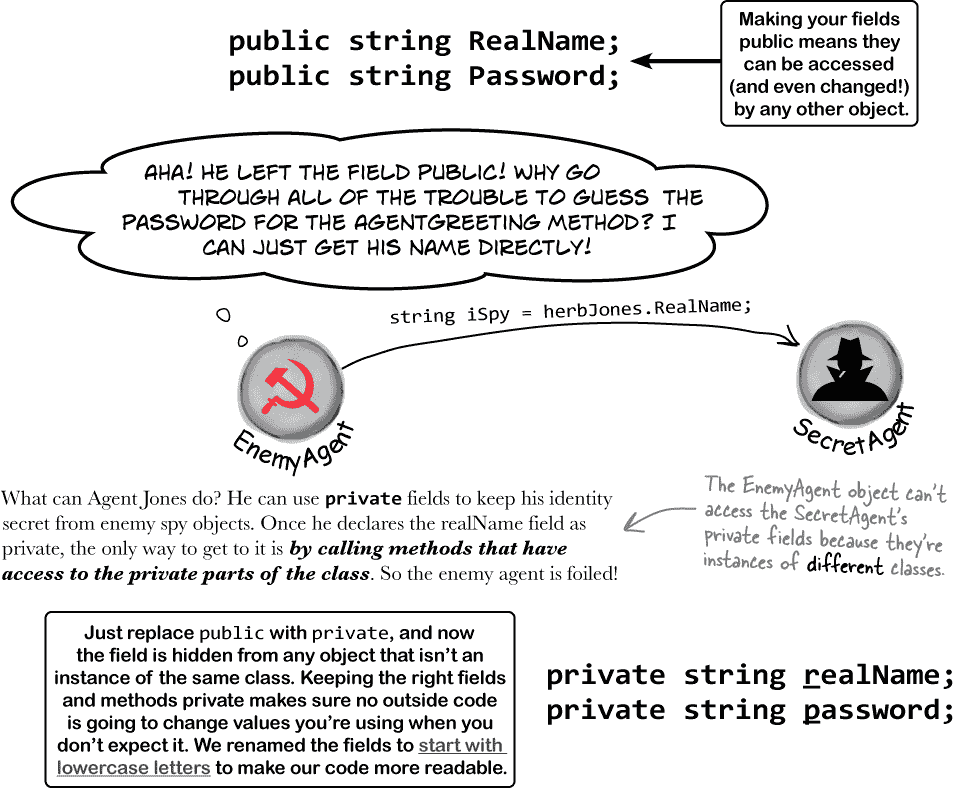 public string RealName;
public string Password;
Making your fields
public means they
can be accessed
(and even changed!)
by any other object.
AHA! HE LEFT THE FIELD PUBLIC! WHY GO
THROUGH ALL OF THE TROUBLE TO GUESS THE
PASSWORD FOR THE AGENTGREETING METHOD? I
CAN JUST GET HIS NAME DIRECTLY!
string iSpy = herbJones.RealName;
EnemyAgent
SecretAgent
What can Agent Jones do? He can use private fields to keep his identity
secret from enemy spy objects. Once he declares the realName field as
private, the only way to get to it is by calling methods that have
access to the private parts of the class. So the enemy agent is foiled!
The EnemyAgent object can't
access the SecretAgent's
private fields because they're
instances of different classes.
Just replace public with private, and now
the field is hidden from any object that isn't an
instance of the same class. Keeping the right fields
and methods private makes sure no outside code
is going to change values you're using when you
don't expect it. We renamed the fields to start with
lowercase letters to make our code more readable.
private string realName;
private string password;